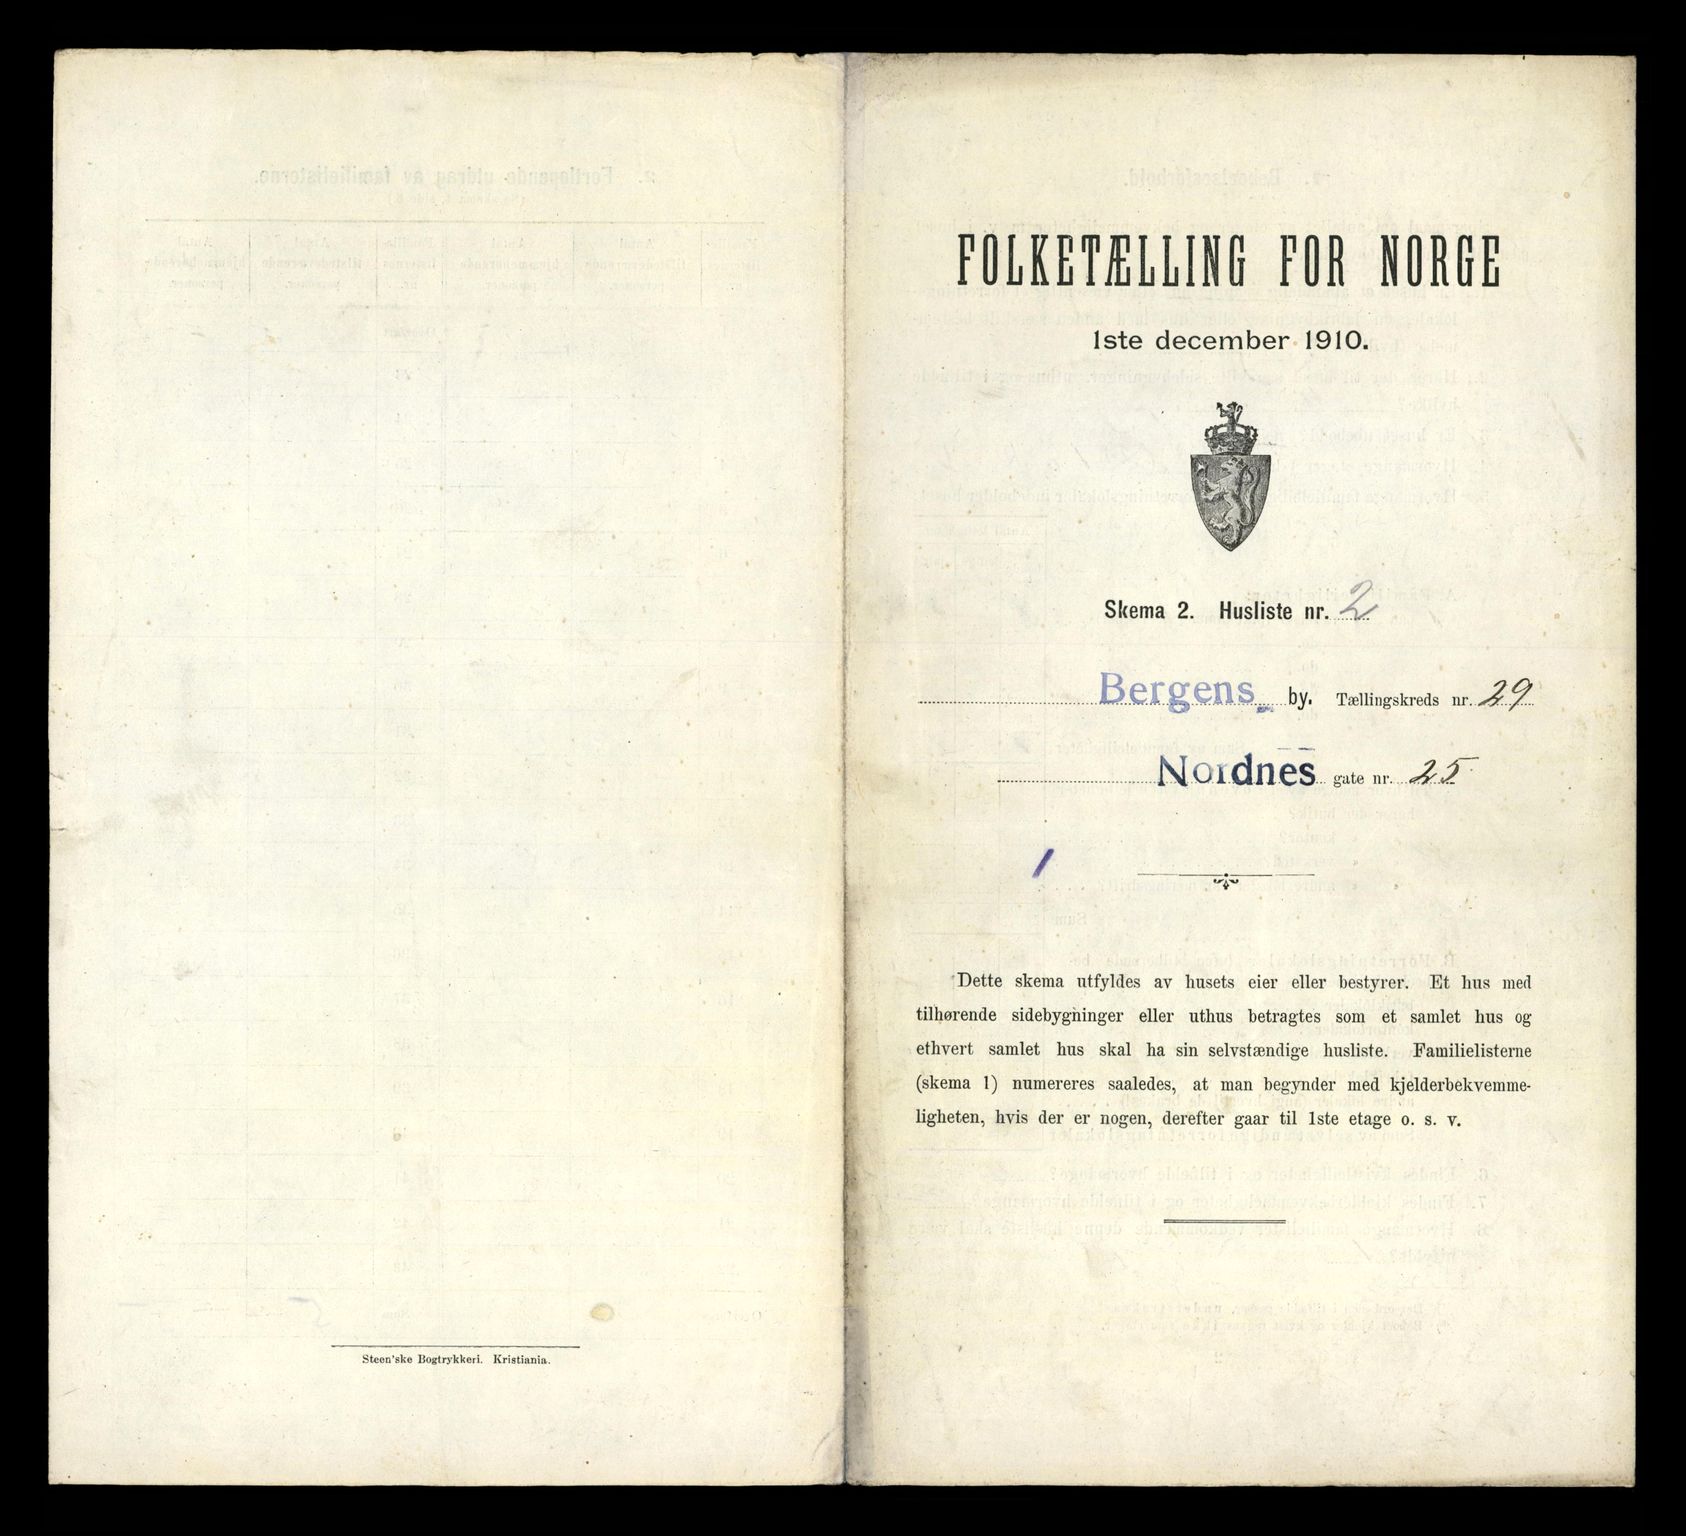 FOLKETÆLLING FOR NORGE
1ste december 1910.
Skema 2. Husliste nr. 2
Bergens by. Tællingskreds nr. 29
Nordnes gate nr. 25
1
Dette skema utfyldes av husets eier eller bestyrer. Et hus med
tilhørende sidebygninger eller uthus betragtes som et samlet hus og
ethvert samlet hus skal ha sin selvstændige husliste. Familielisterne
(skema 1) numereres saaledes, at man begynder med kjelderbekvemme-
ligheten, hvis der er nogen, derefter gaar til 1ste etage o. s. v.
Steen'ske Bogtrykkeri. Kristiania.